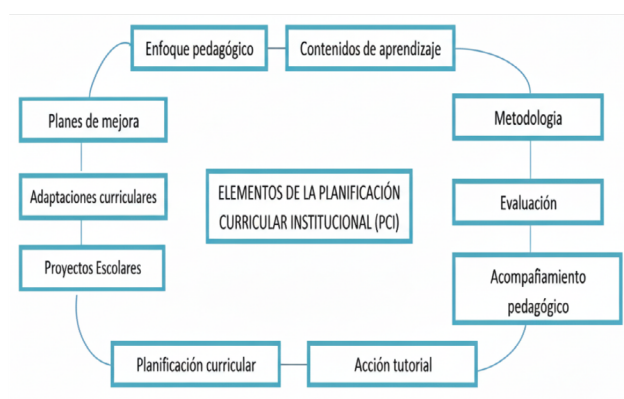 Enfoque pedagógico
Contenidos de aprendizaje
Planes de mejora
Metodologia
Adaptaciones curriculares
ELEMENTOS DE LA PLANIFICACIÓN
CURRICULAR INSTITUCIONAL (PCI)
Evaluación
Proyectos Escolares
Acompañamiento
pedagógico
Planificación curricular
Acción tutorial